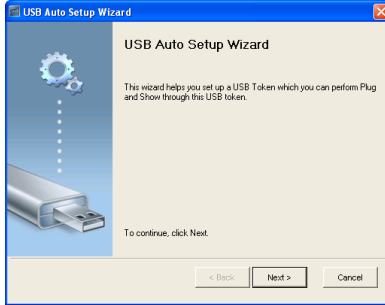 USB Auto Setup Wizard
USB Auto Setup Wizard
This wizard helps you set up a USB Token which you can perform Plug
and Show through this USB token.
To continue, click Next.
< Back
Next >
Cancel